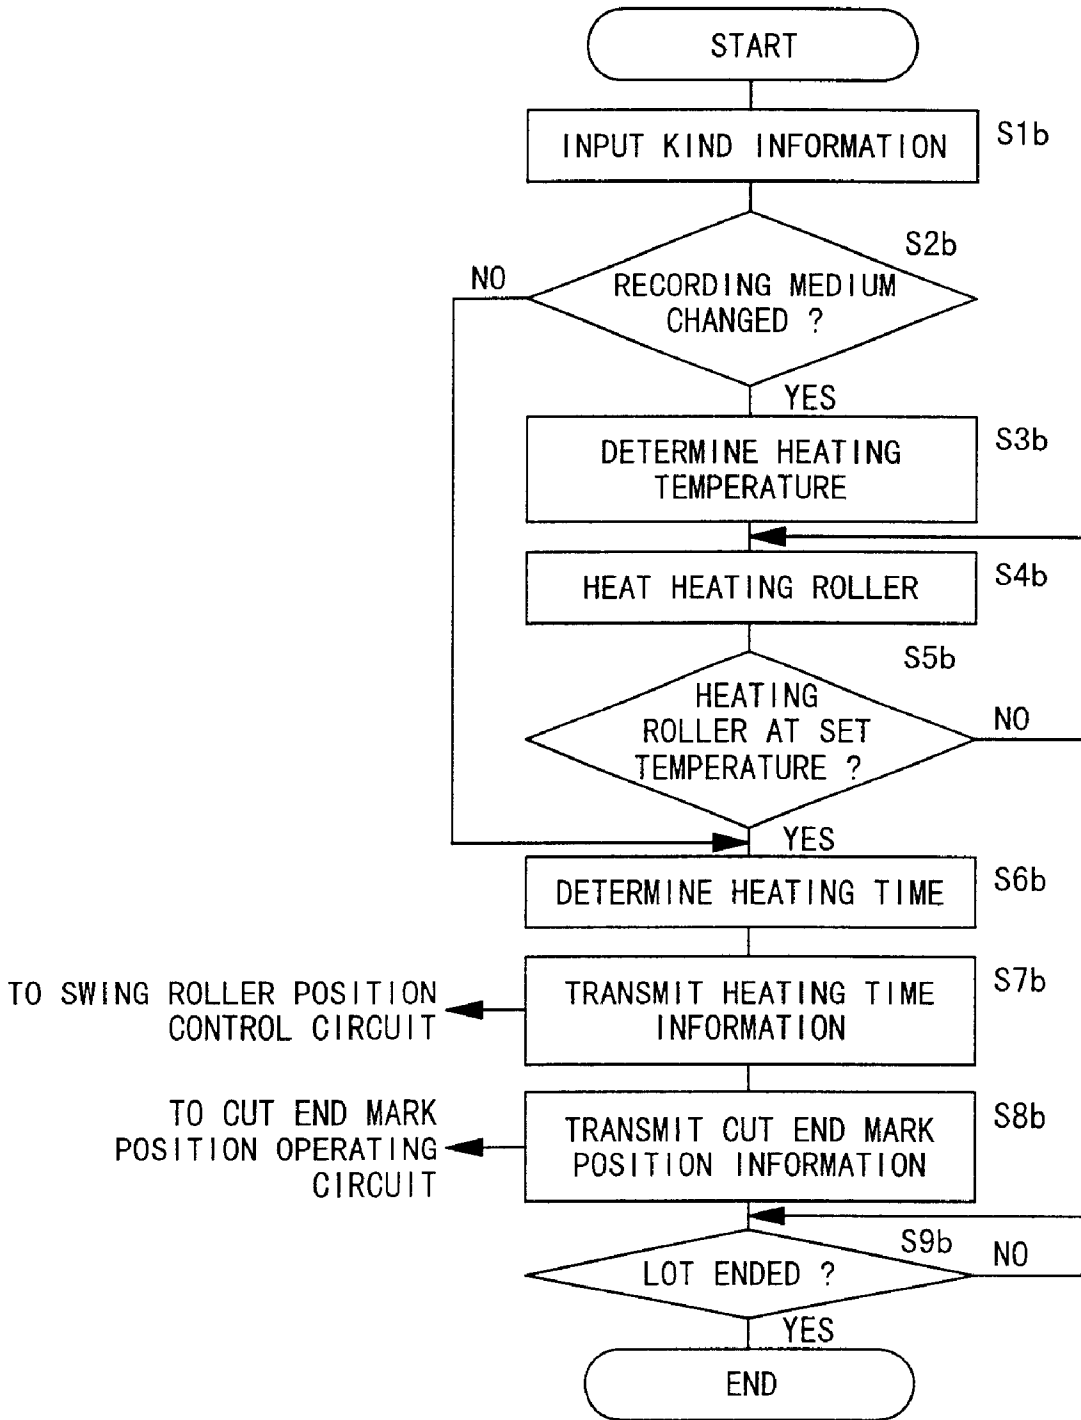 START
INPUT KIND INFORMATION
S1b
S2b
NO
RECORDING MEDIUM
CHANGED ?
YES
DETERMINE HEATING
TEMPERATURE
S3b
HEAT HEATING ROLLER
S4b
S5b
HEATING
ROLLER AT SET
TEMPERATURE ?
NO
YES
DETERMINE HEATING TIME
S6b
TO SWING ROLLER POSITION
CONTROL CIRCUIT
TRANSMIT HEATING TIME
INFORMATION
S7b
TO CUT END MARK
POSITION OPERATING
CIRCUIT
TRANSMIT CUT END MARK
POSITION INFORMATION
S8b
S9b
LOT ENDED ?
NO
YES
END